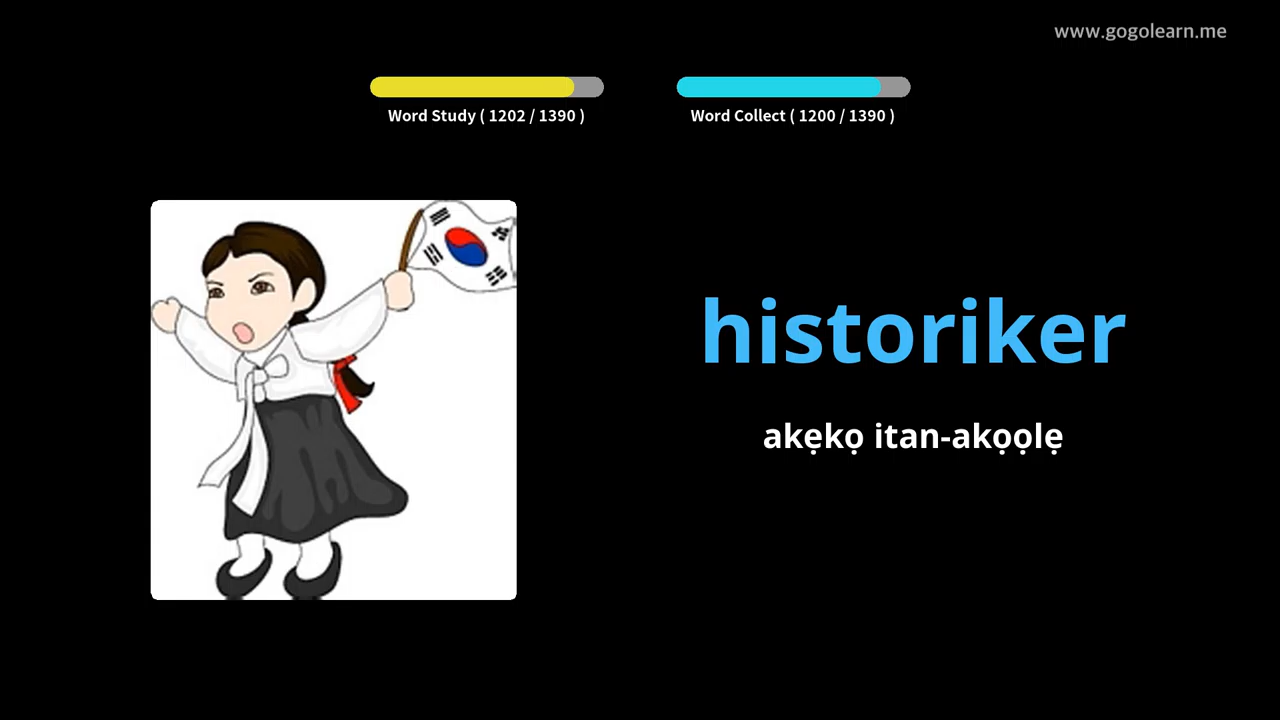 www.gogolearn.me
Word Study ( 1202 / 1390 )
Word Collect ( 1200 / 1390 )
historiker
akẹkọ itan-akọọlẹ